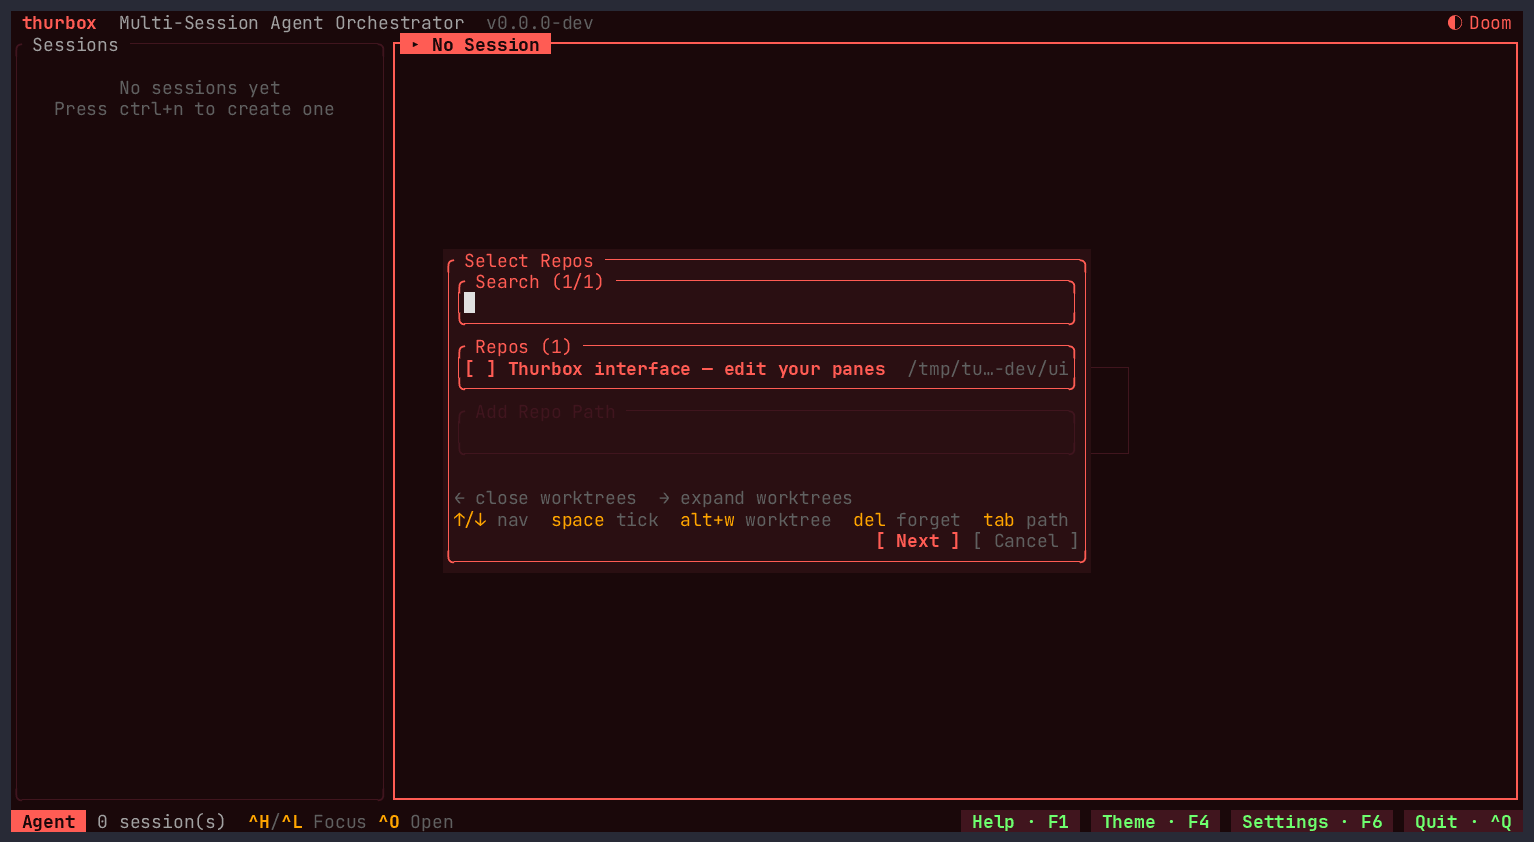 thurbox Multi-Session Agent Orchestrator v0.0.0-dev ◐ Doom
Sessions
▸ No Session
No sessions yet
Press ctrl+n to create one
Select Repos
Search (1/1)
Repos (1)
[ ] Thurbox interface — edit your panes /tmp/tu…-dev/ui
Add Repo Path
← close worktrees → expand worktrees
↑/↓ nav space tick alt+w worktree del forget tab path
[ Next ] [ Cancel ]
Agent 0 session(s) ^H/^L Focus ^O Open Help · F1 Theme · F4 Settings · F6 Quit · ^Q